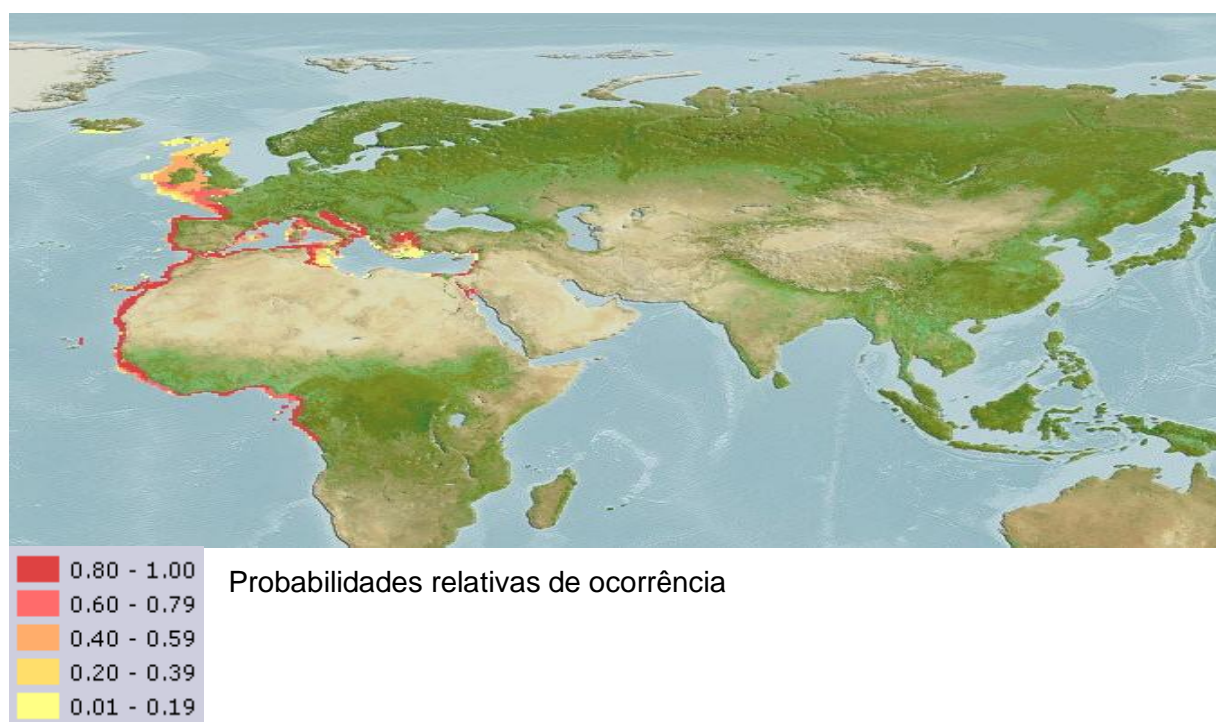 0.80 - 1.00
Probabilidades relativas de ocorrência
0.60 - 0.79
0.40 - 0.59
0.20 - 0.39
0.01 - 0.19